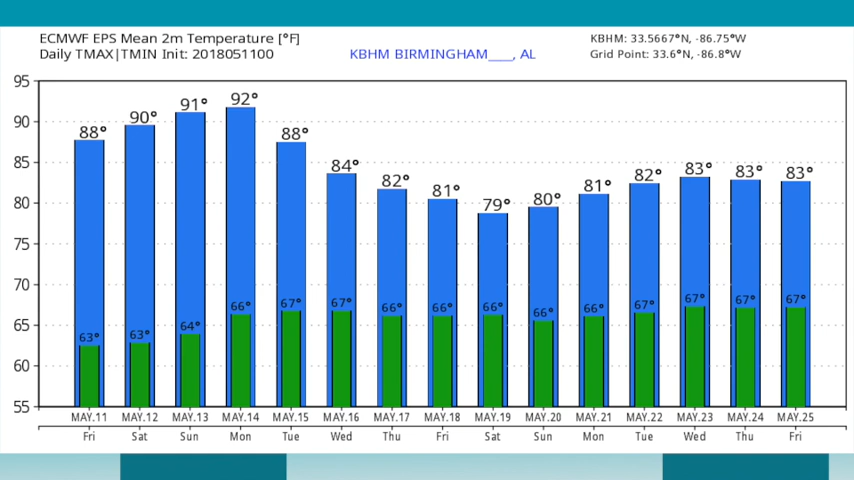 ECMWF EPS Mean 2m Temperature [°F]
Daily TMAX|TMIN Init: 2018051100
KBHM BIRMINGHAM____, AL
KBHM: 33.5667°N, -86.75°W
Grid Point: 33.6°N, -86.8°W
95
90
85
80
75
70
65
60
55
88° 90° 91° 92° 88° 84° 82° 81° 79° 80° 81° 82° 83° 83° 83°
63° 63° 64° 66° 67° 67° 66° 66° 66° 66° 66° 67° 67° 67° 67°
MAY.11 MAY.12 MAY.13 MAY.14 MAY.15 MAY.16 MAY.17 MAY.18 MAY.19 MAY.20 MAY.21 MAY.22 MAY.23 MAY.24 MAY.25
Fri Sat Sun Mon Tue Wed Thu Fri Sat Sun Mon Tue Wed Thu Fri